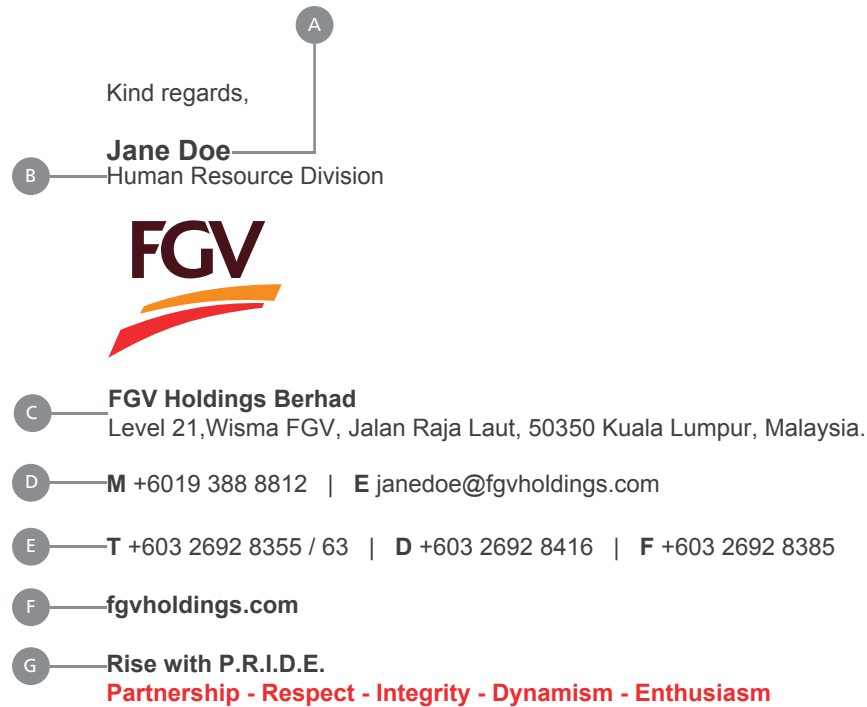 A
Kind regards,
Jane Doe
B
Human Resource Division
FGV
FGV Holdings Berhad
C
Level 21,Wisma FGV, Jalan Raja Laut, 50350 Kuala Lumpur, Malaysia.
D M +6019 388 8812 | E janedoe@fgvholdings.com
E T +603 2692 8355 / 63 | D +603 2692 8416 | F +603 2692 8385
F fgvholdings.com
G Rise with P.R.I.D.E.
Partnership - Respect - Integrity - Dynamism - Enthusiasm